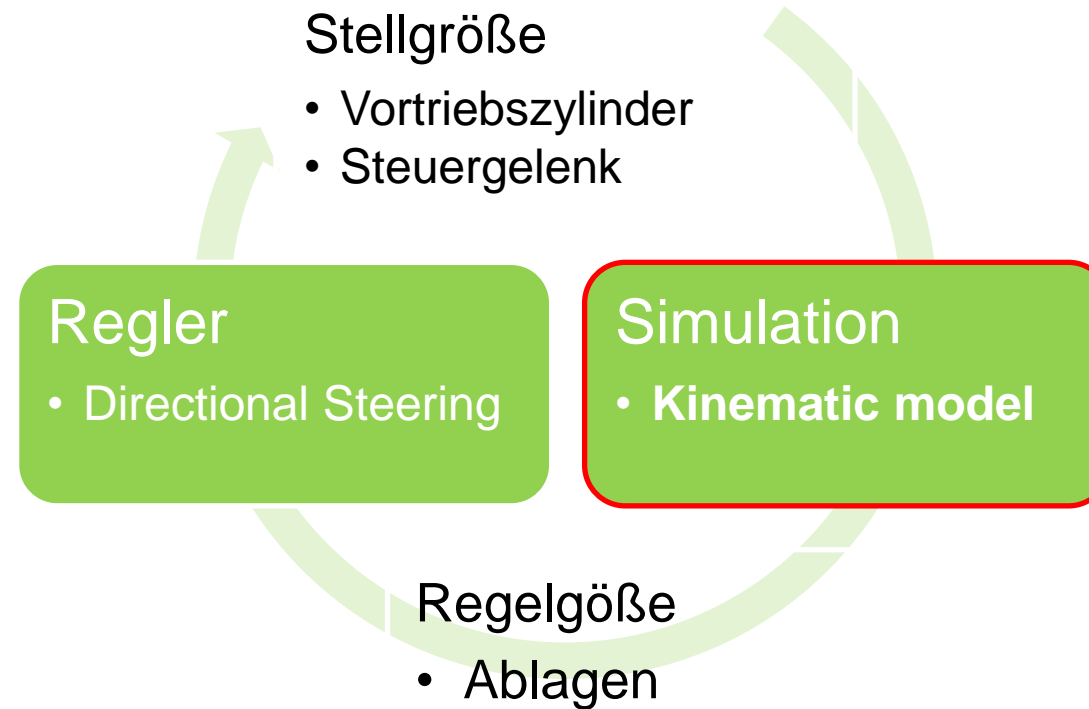 Stellgröße
• Vortriebszylinder
• Steuergelenk
Regler
• Directional Steering
Simulation
• Kinematic model
Regelgöße
• Ablagen